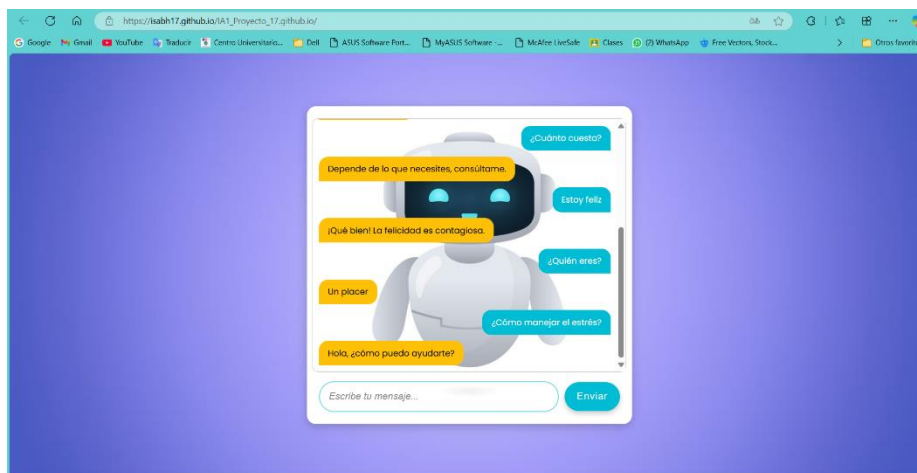 https://isabh17.github.io/IA1_Proyecto_17.github.io/
Google
Gmail
YouTube
Traducir
Centro Universitario...
Dell
ASUS Software Port...
MyASUS Software -...
McAfee LiveSafe
Clases
(2) WhatsApp
Free Vectors, Stock...
Otros favorit
¿Cuánto cuesta?
Depende de lo que necesites, consúltame.
Estoy feliz
¡Qué bien! La felicidad es contagiosa.
¿Quién eres?
Un placer
¿Cómo manejar el estrés?
Hola, ¿cómo puedo ayudarte?
Escribe tu mensaje...
Enviar